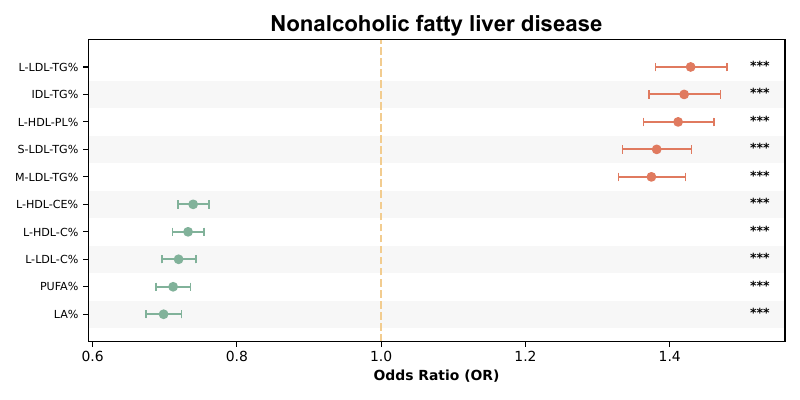 Nonalcoholic fatty liver disease
L-LDL-TG% ***
IDL-TG% ***
L-HDL-PL% ***
S-LDL-TG% ***
M-LDL-TG% ***
L-HDL-CE% ***
L-HDL-C% ***
L-LDL-C% ***
PUFA% ***
LA% ***
0.6 0.8 1.0 1.2 1.4
Odds Ratio (OR)